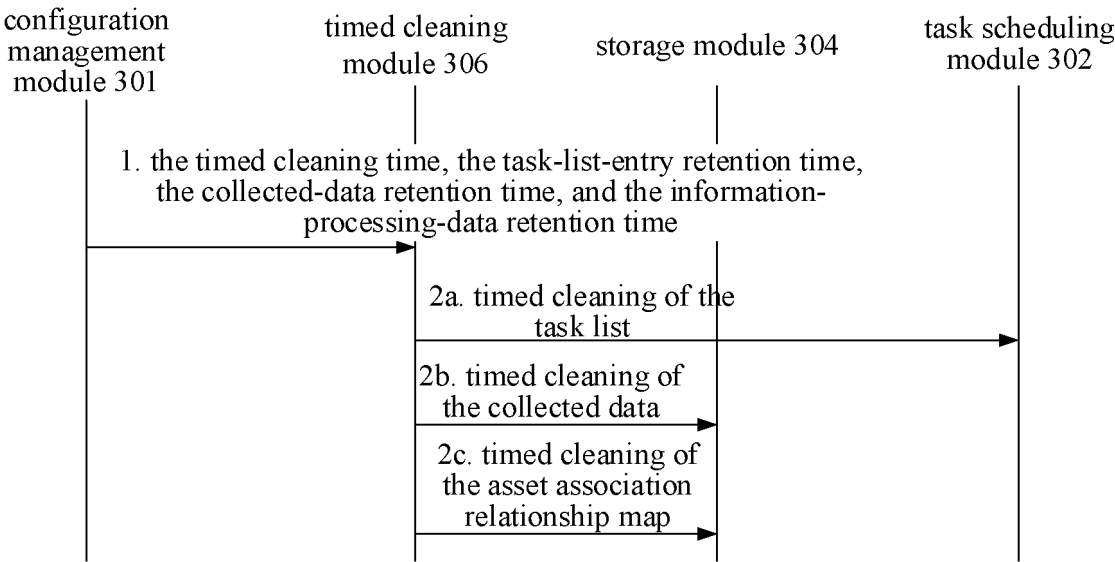 configuration
management
module 301
timed cleaning
module 306
storage module 304
task scheduling
module 302
1. the timed cleaning time, the task-list-entry retention time,
the collected-data retention time, and the information-
processing-data retention time
2a. timed cleaning of the
task list
2b. timed cleaning of
the collected data
2c. timed cleaning of
the asset association
relationship map